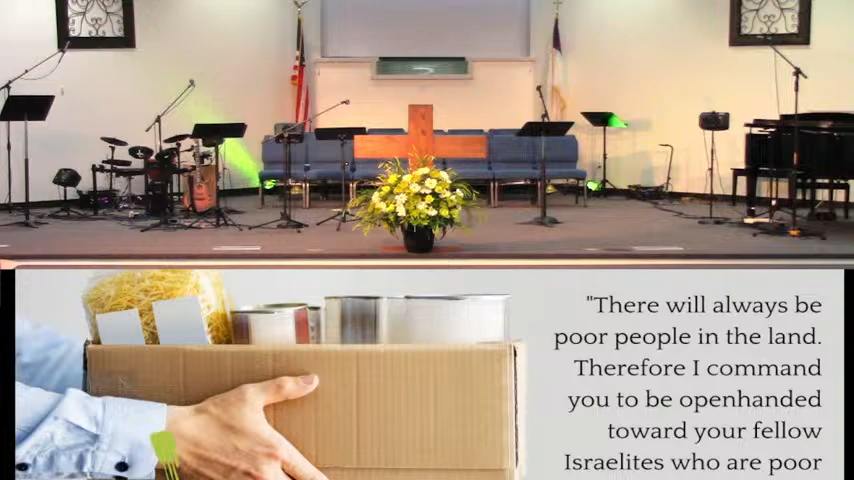 "There will always be
poor people in the land.
Therefore I command
you to be openhanded
toward your fellow
Israelites who are poor